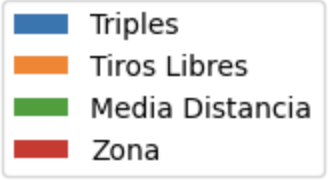 Triples
Tiros Libres
Media Distancia
Zona